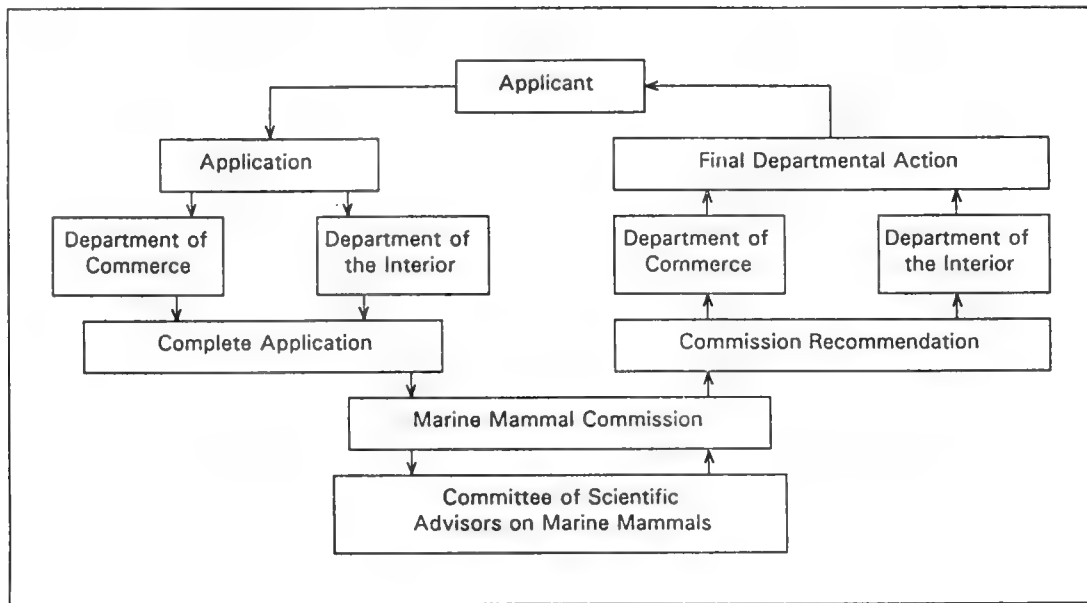 Applicant
Application
Final Departmental Action
Department of
Commerce
Department of
the Interior
Department of
Commerce
Department of
the Interior
Complete Application
Commission Recommendation
Marine Mammal Commission
Committee of Scientific
Advisors on Marine Mammals